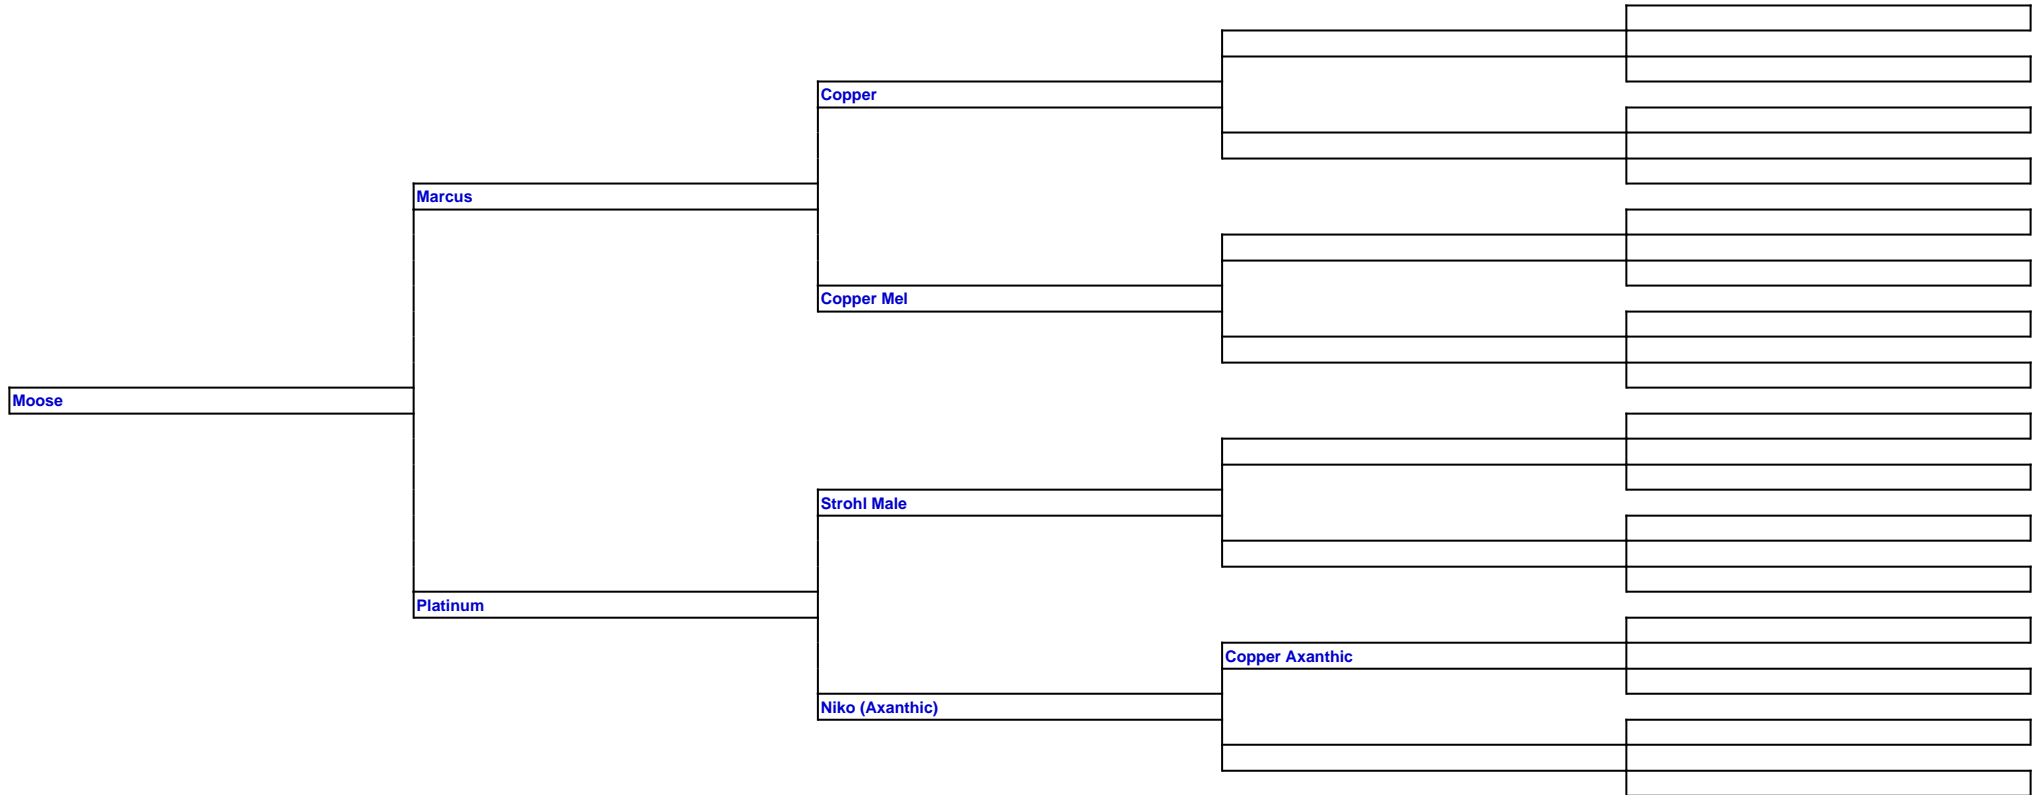 Copper
Marcus
Copper Mel
Moose
Strohl Male
Platinum
Copper Axanthic
Niko (Axanthic)